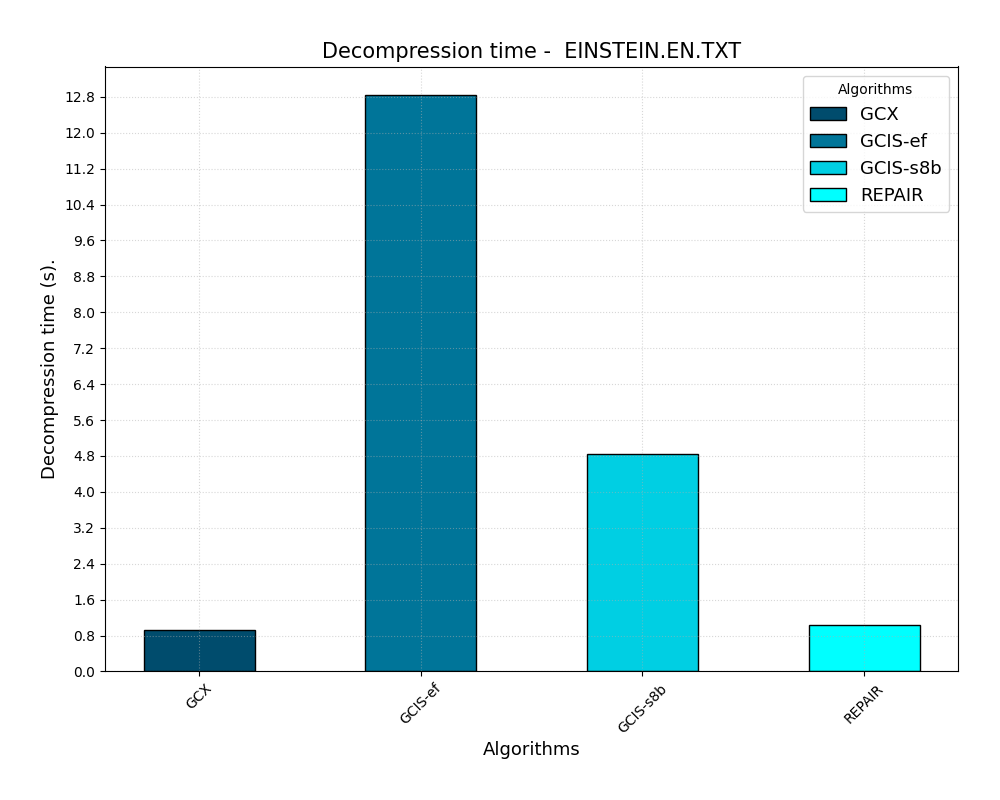 Decompression time -  EINSTEIN.EN.TXT
Algorithms
GCX
GCIS-ef
GCIS-s8b
REPAIR
12.8
12.0
11.2
10.4
9.6
8.8
8.0
7.2
6.4
5.6
4.8
4.0
3.2
2.4
1.6
0.8
0.0
Decompression time (s).
GCX
GCIS-ef
GCIS-s8b
REPAIR
Algorithms